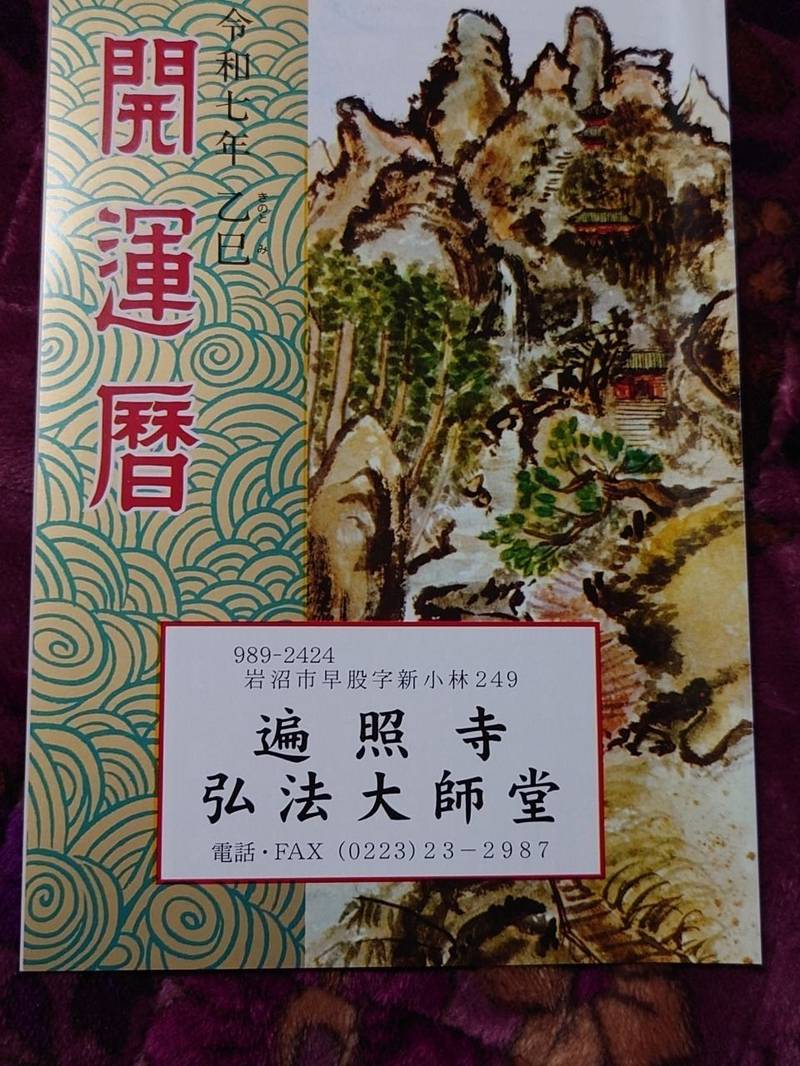 令和七年 乙巳
きのと み
開運暦
989-2424
岩沼市早股字新小林249
遍照寺
弘法大師堂
電話・FAX (0223)23-2987